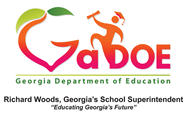 GaDOE
Georgia Department of Education
Richard Woods, Georgia's School Superintendent
"Educating Georgia's Future"